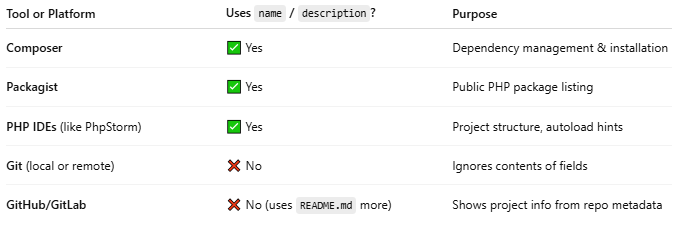 Tool or Platform Uses name / description? Purpose
Composer ✅ Yes Dependency management & installation
Packagist ✅ Yes Public PHP package listing
PHP IDEs (like PhpStorm) ✅ Yes Project structure, autoload hints
Git (local or remote) ❌ No Ignores contents of fields
GitHub/GitLab ❌ No (uses README.md more) Shows project info from repo metadata